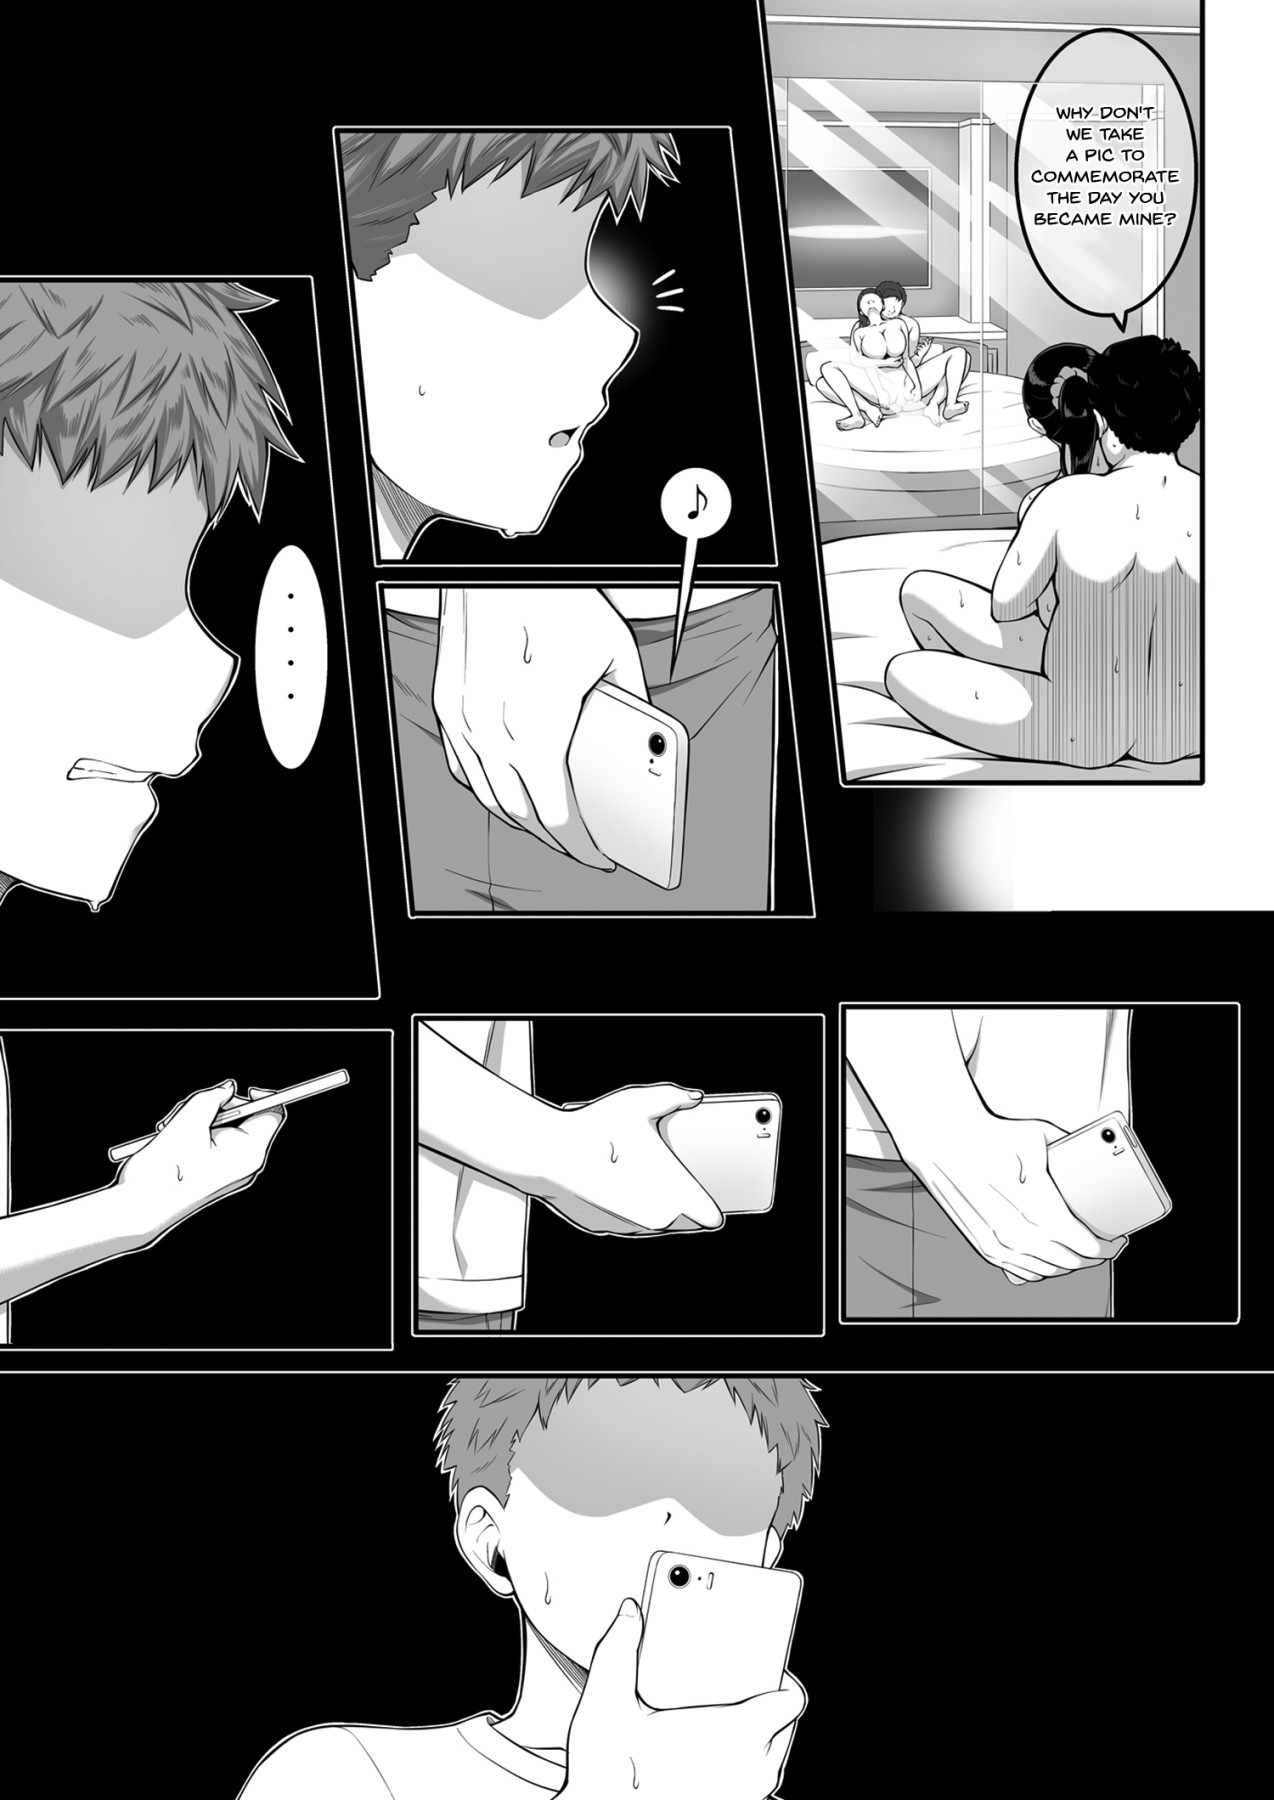 WHY DON'T
WE TAKE
A PIC TO
COMMEMORATE
THE DAY YOU
BECAME MINE?
♪
. . . .